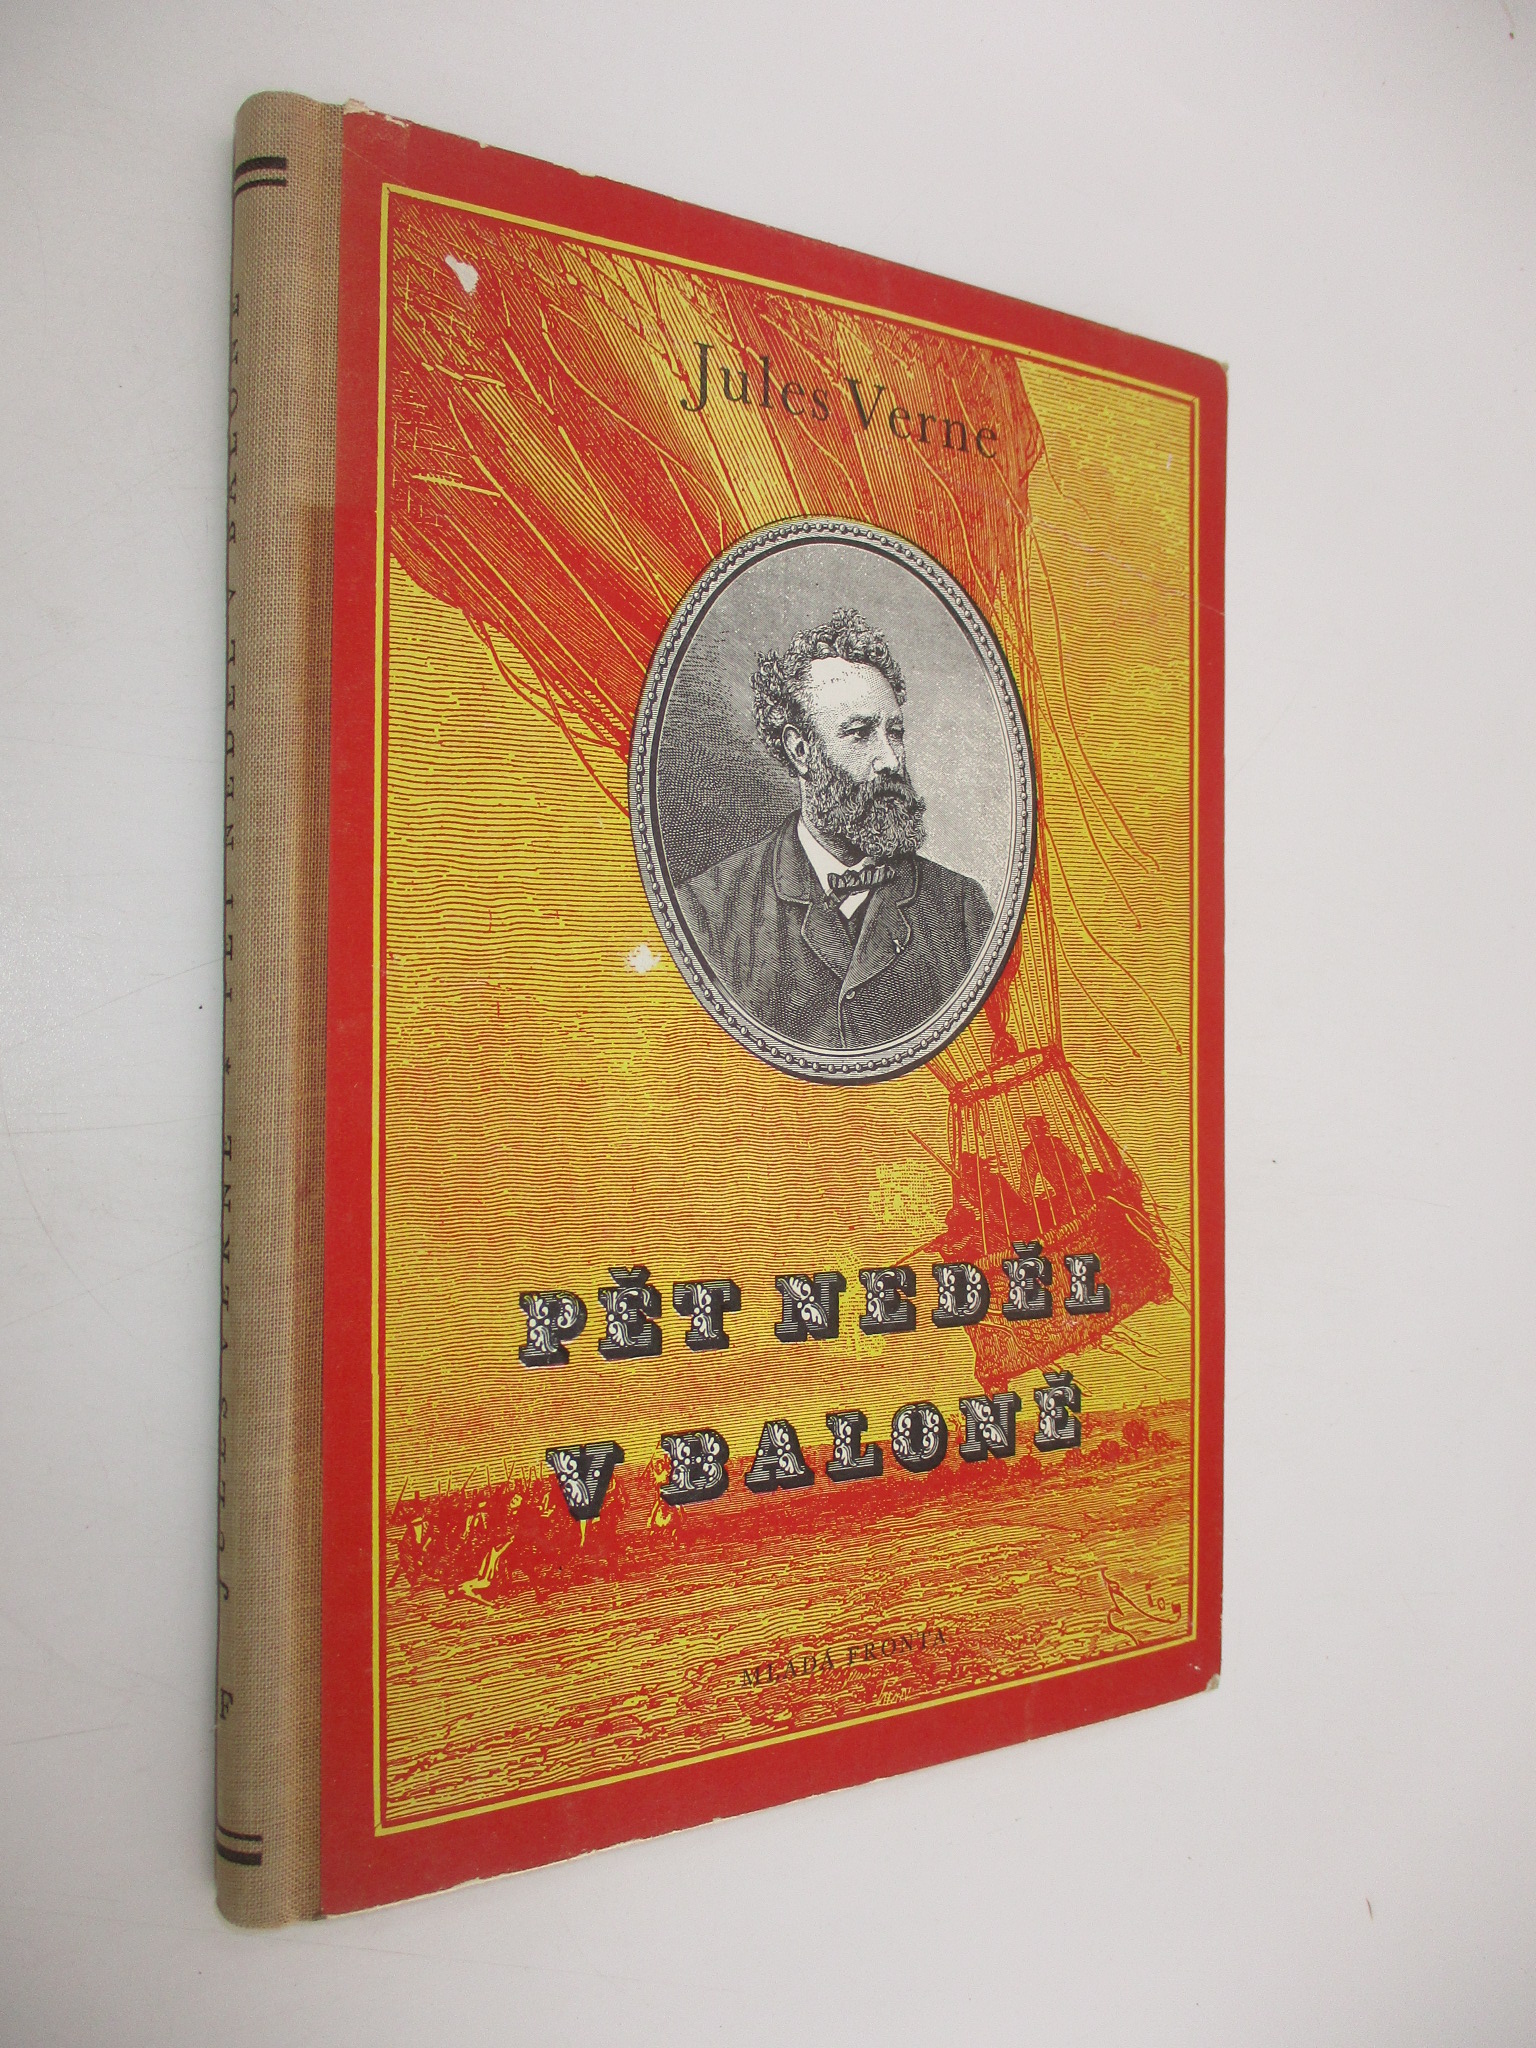 Jules Verne
PĚT NEDĚL
V BALONĚ
MLADÁ FRONTA